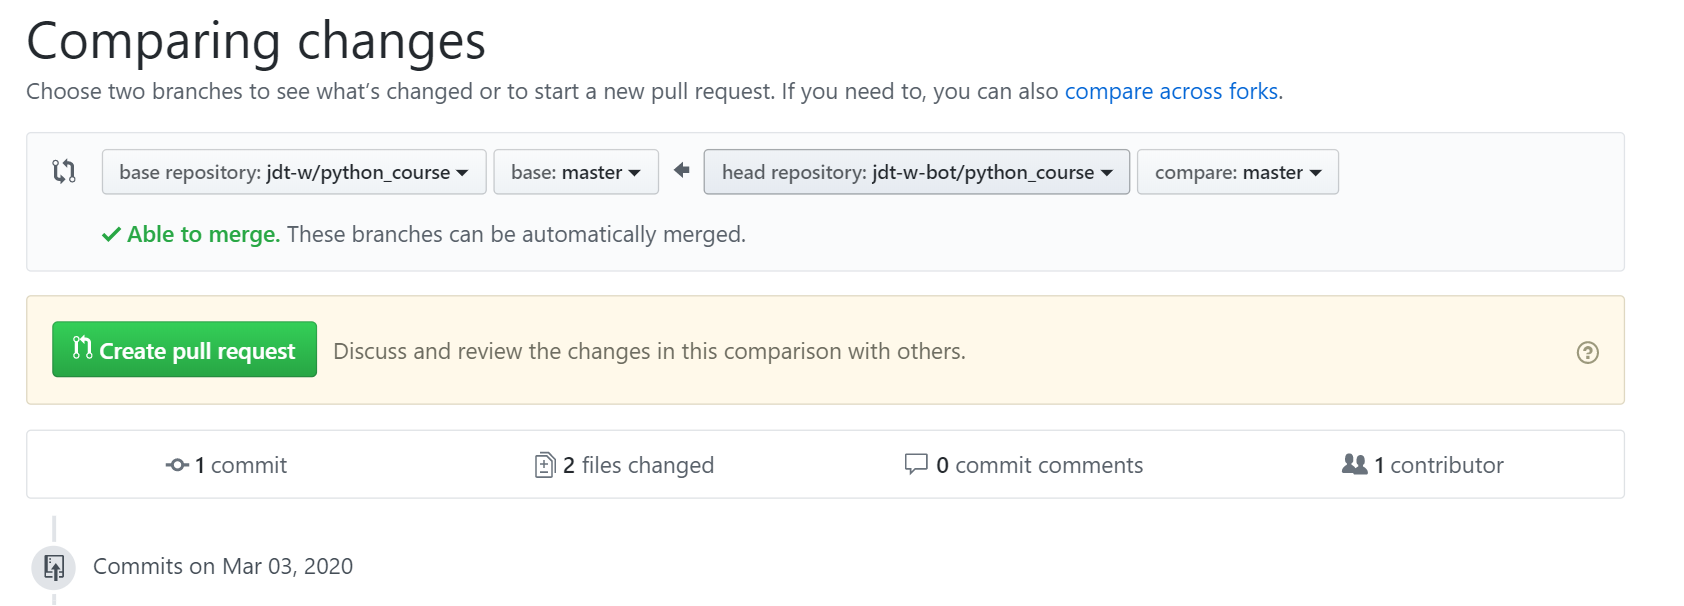 Comparing changes
Choose two branches to see what’s changed or to start a new pull request. If you need to, you can also compare across forks.
base repository: jdt-w/python_course base: master head repository: jdt-w-bot/python_course compare: master
Able to merge. These branches can be automatically merged.
Create pull request Discuss and review the changes in this comparison with others.
1 commit 2 files changed 0 commit comments 1 contributor
Commits on Mar 03, 2020